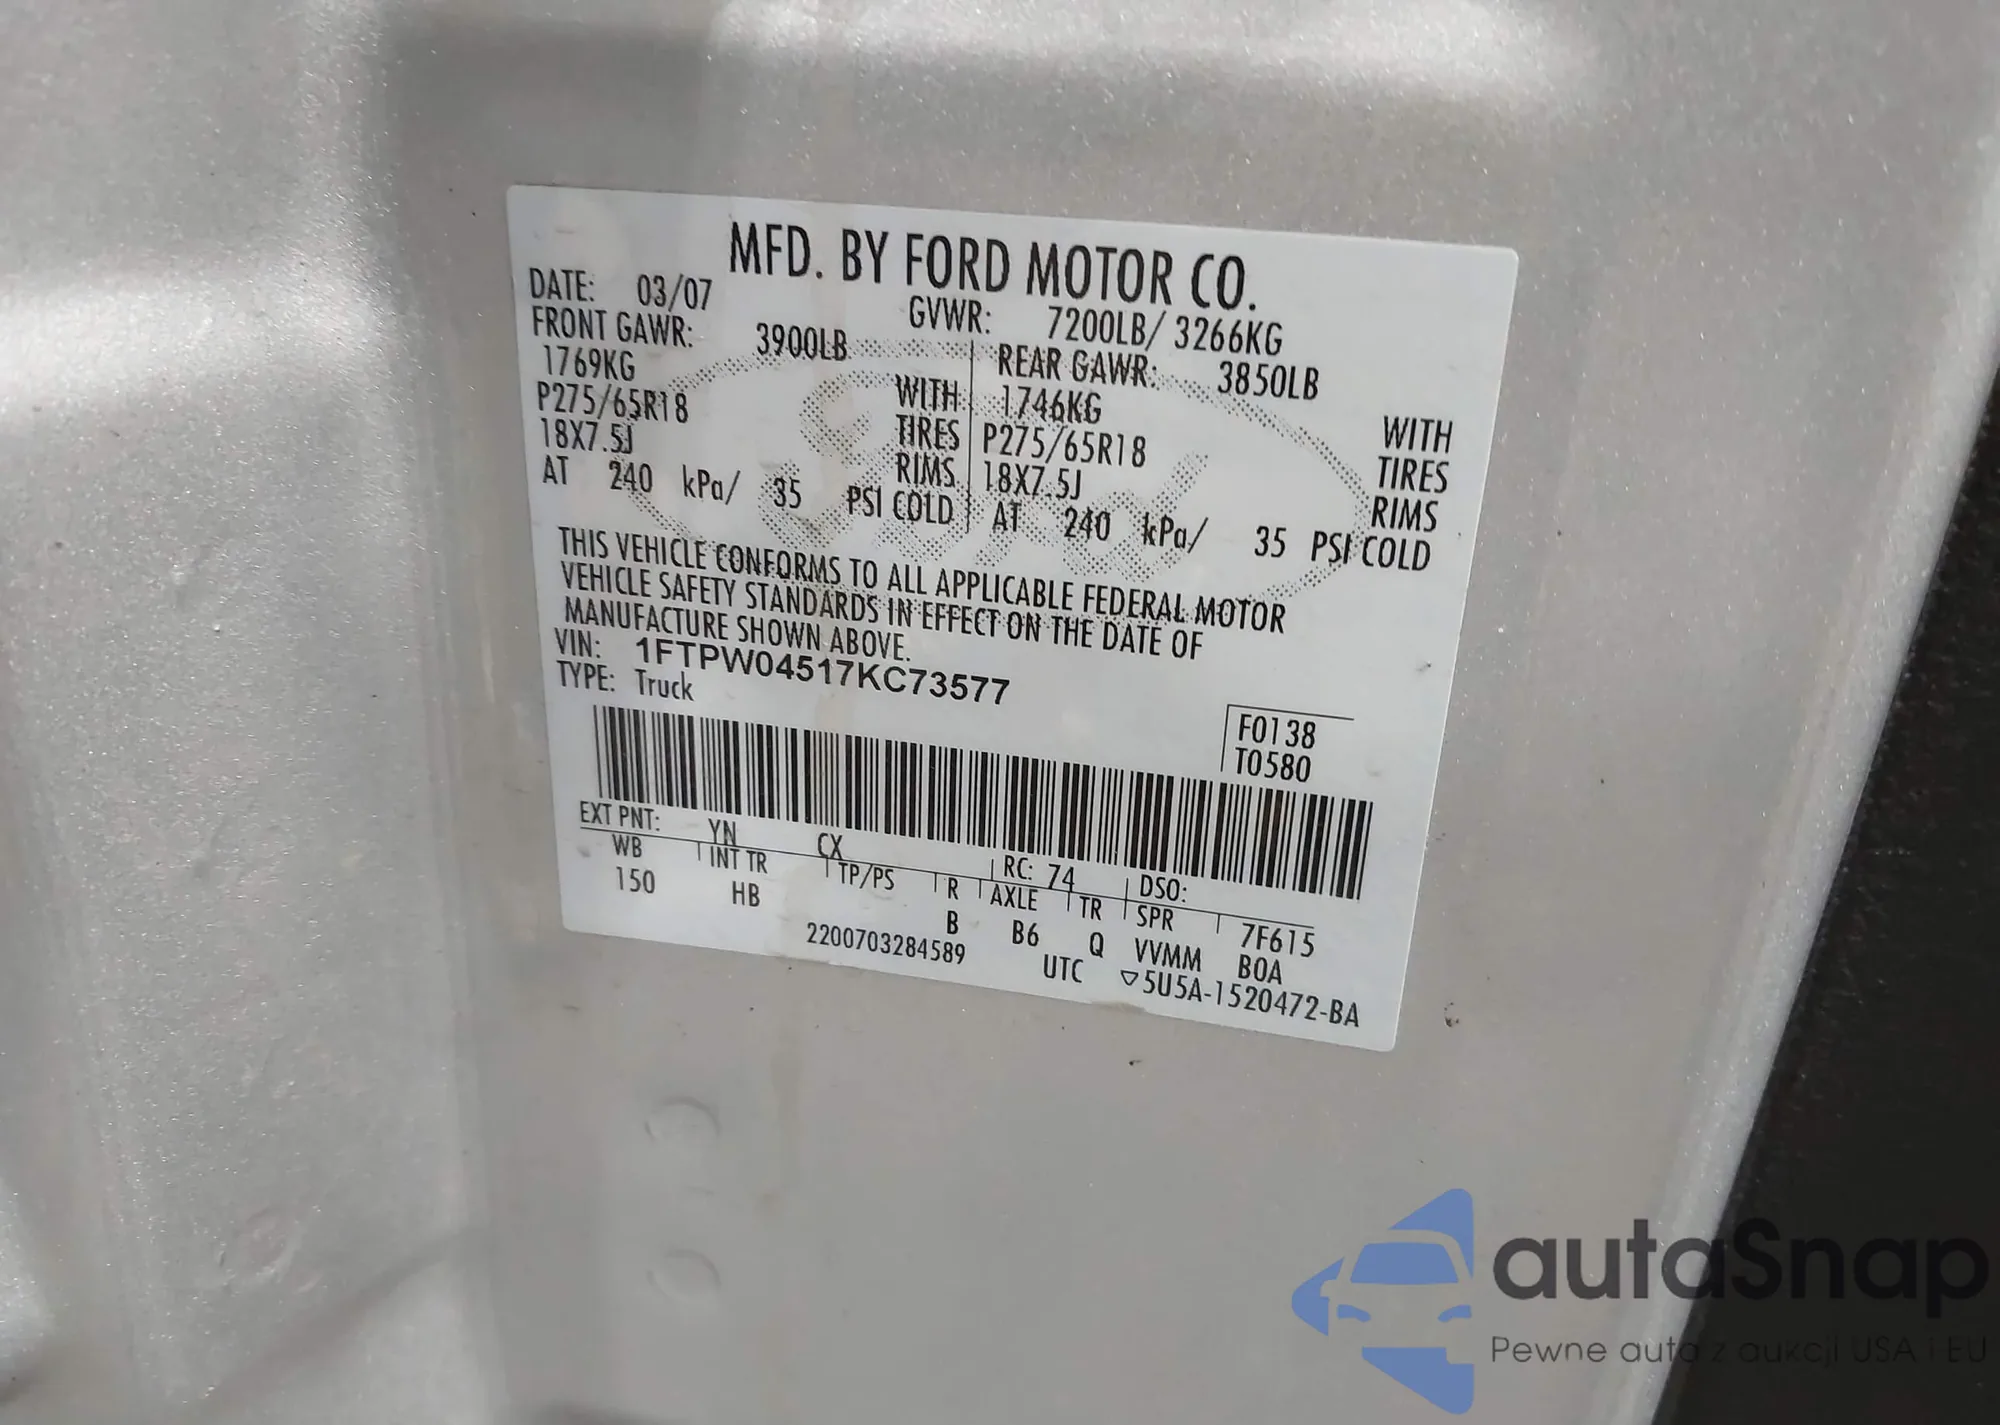 MFD. BY FORD MOTOR CO.
DATE: 03/07 GVWR: 7200LB/ 3266KG
FRONT GAWR: 3900LB REAR GAWR: 3850LB
1769KG WITH 1746KG WITH
P275/65R18 TIRES P275/65R18 TIRES
18X7.5J RIMS 18X7.5J RIMS
AT 240 kPa/ 35 PSI COLD AT 240 kPa/ 35 PSI COLD
THIS VEHICLE CONFORMS TO ALL APPLICABLE FEDERAL MOTOR
VEHICLE SAFETY STANDARDS IN EFFECT ON THE DATE OF
MANUFACTURE SHOWN ABOVE.
VIN: 1FTPW04517KC73577
TYPE: Truck
F0138
T0580
EXT PNT: YN CX RC: 74 DSO:
WB INT TR TP/PS R AXLE TR SPR 7F615
150 HB B B6 Q VVMM B0A
2200703284589 UTC ▽5U5A-1520472-BA
autaSnap
Pewne auta z aukcji USA i EU